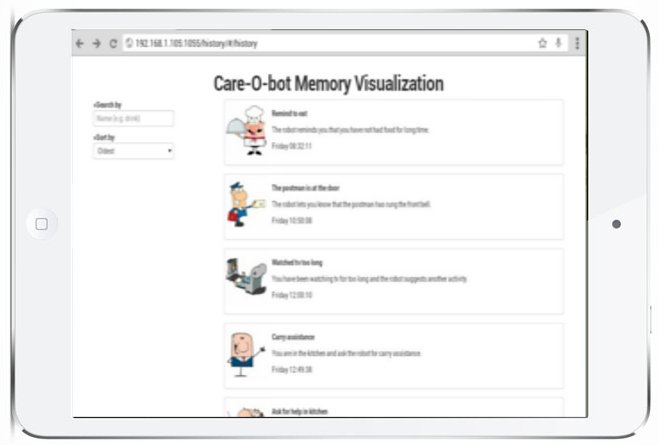 192.168.1.105:1055/history/#/history
Care-O-bot Memory Visualization
Search by
Name (e.g. drink)
Sort by
Oldest
Remind to eat
The robot reminds you that you have not had food for long time.
Friday 08:32:11
The postman is at the door
The robot lets you know that the postman has rung the front bell.
Friday 10:50:08
Watched tv too long
You have been watching tv for too long and the robot suggests another activity.
Friday 12:00:10
Carry assistance
You are in the kitchen and ask the robot for carry assistance.
Friday 12:49:38
Ask for help in kitchen